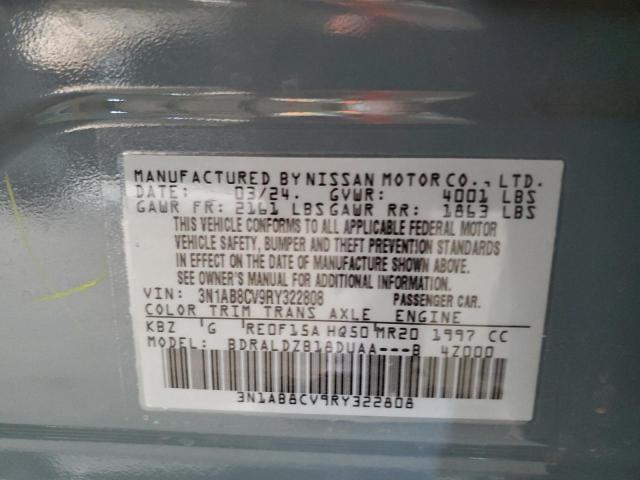 MANUFACTURED BY NISSAN MOTOR CO., LTD.
DATE: 03/24. GVWR: 4001 LBS
GAWR FR: 2161 LBS GAWR RR: 1863 LBS
THIS VEHICLE CONFORMS TO ALL APPLICABLE FEDERAL MOTOR
VEHICLE SAFETY, BUMPER AND THEFT PREVENTION STANDARDS
IN EFFECT ON THE DATE OF MANUFACTURE SHOWN ABOVE.
SEE OWNER'S MANUAL FOR ADDITIONAL INFORMATION.
VIN: 3N1AB8CV9RY322808 PASSENGER CAR.
COLOR TRIM TRANS AXLE ENGINE
KBZ G RE0F15A HQ50 MR20 1997 CC
MODEL: BDRALDZB18DUAA---B 4Z000
3N1AB8CV9RY322808